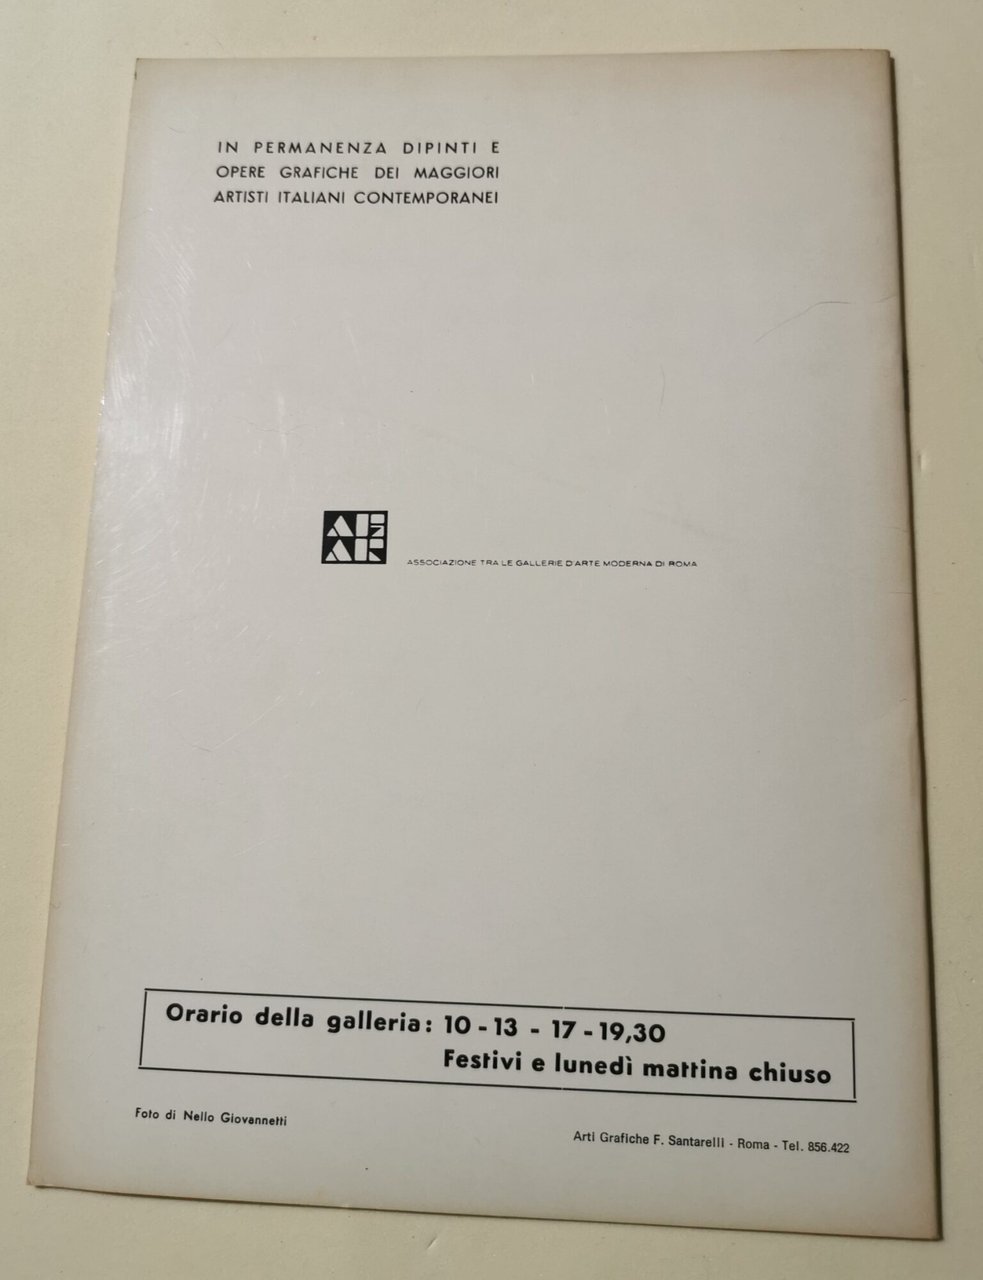 IN PERMANENZA DIPINTI E
OPERE GRAFICHE DEI MAGGIORI
ARTISTI ITALIANI CONTEMPORANEI
ASSOCIAZIONE TRA LE GALLERIE D'ARTE MODERNA DI ROMA
Orario della galleria: 10 - 13 - 17 - 19,30
Festivi e lunedì mattina chiuso
Foto di Nello Giovannetti
Arti Grafiche F. Santarelli - Roma - Tel. 856.422